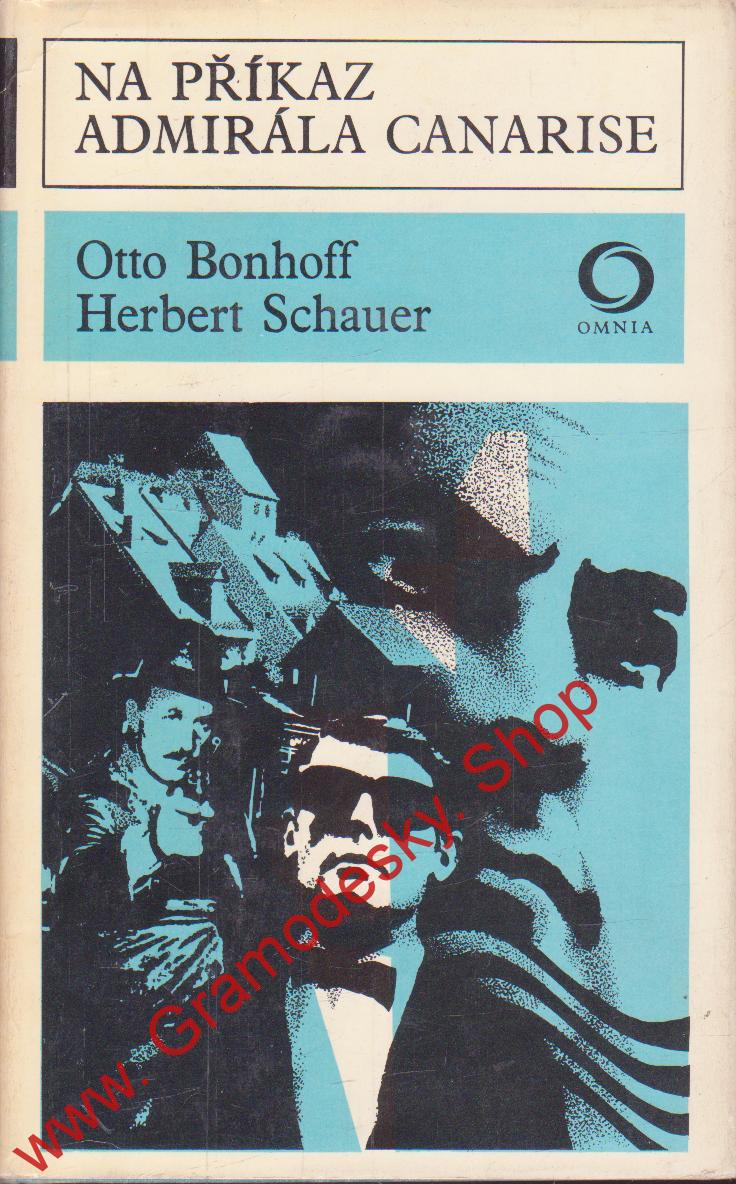 NA PŘÍKAZ
ADMIRÁLA CANARISE
Otto Bonhoff
Herbert Schauer
OMNIA
www. Gramodesky. Shop